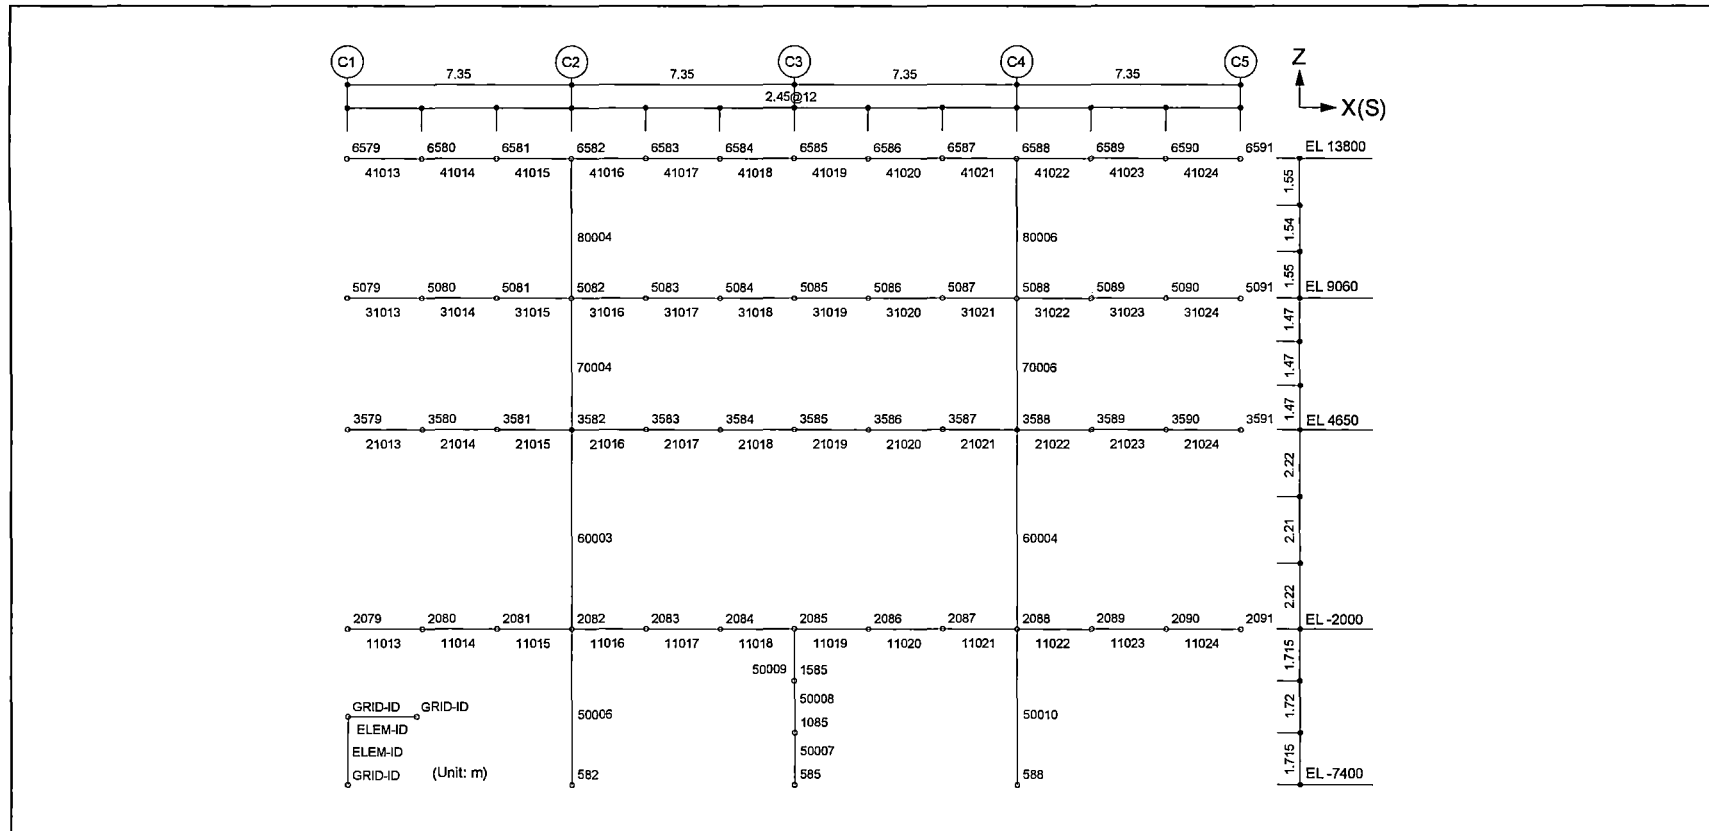 C1 C2 C3 C4 C5 Z
7.35 7.35 7.35 7.35
2.45@12
X(S)
6579 6580 6581 6582 6583 6584 6585 6586 6587 6588 6589 6590 6591 EL 13800
41013 41014 41015 41016 41017 41018 41019 41020 41021 41022 41023 41024
1.55
80004 80006 1.54
1.55
5079 5080 5081 5082 5083 5084 5085 5086 5087 5088 5089 5090 5091 EL 9060
31013 31014 31015 31016 31017 31018 31019 31020 31021 31022 31023 31024
1.47
70004 70006 1.47
1.47
3579 3580 3581 3582 3583 3584 3585 3586 3587 3588 3589 3590 3591 EL 4650
21013 21014 21015 21016 21017 21018 21019 21020 21021 21022 21023 21024
2.22
60003 60004 2.21
2.22
2079 2080 2081 2082 2083 2084 2085 2086 2087 2088 2089 2090 2091 EL -2000
11013 11014 11015 11016 11017 11018 11019 11020 11021 11022 11023 11024
50009 1585 1.715
50008
GRID-ID GRID-ID 50006 50010 1.72
ELEM-ID 1085
ELEM-ID 50007 1.715
GRID-ID (Unit: m) 582 585 588 EL -7400